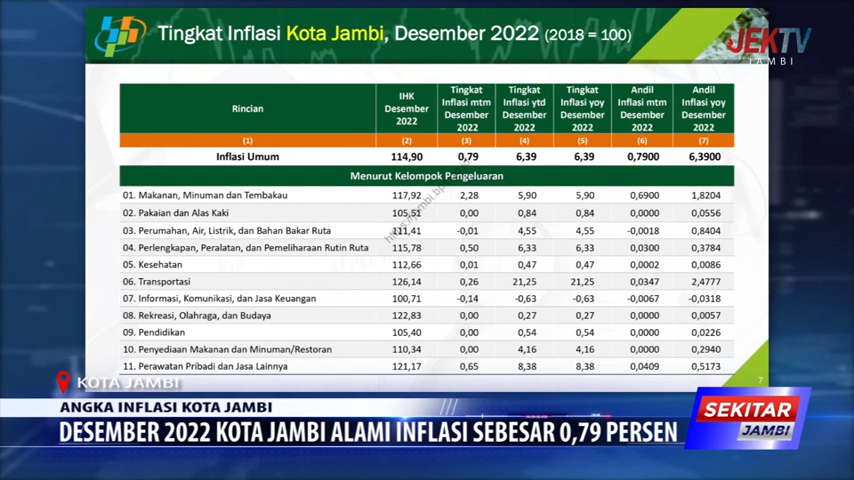 Tingkat Inflasi Kota Jambi, Desember 2022 (2018 = 100)
JEKTV
JAMBI
Rincian IHK Desember 2022 Tingkat Inflasi mtm Desember 2022 Tingkat Inflasi ytd Desember 2022 Tingkat Inflasi yoy Desember 2022 Andil Inflasi mtm Desember 2022 Andil Inflasi yoy Desember 2022
(1) (2) (3) (4) (5) (6) (7)
Inflasi Umum 114,90 0,79 6,39 6,39 0,7900 6,3900
Menurut Kelompok Pengeluaran
01. Makanan, Minuman dan Tembakau 117,92 2,28 5,90 5,90 0,6900 1,8204
02. Pakaian dan Alas Kaki 105,51 0,00 0,84 0,84 0,0000 0,0556
03. Perumahan, Air, Listrik, dan Bahan Bakar Ruta 111,41 -0,01 4,55 4,55 -0,0018 0,8404
04. Perlengkapan, Peralatan, dan Pemeliharaan Rutin Ruta 115,78 0,50 6,33 6,33 0,0300 0,3784
05. Kesehatan 112,66 0,01 0,47 0,47 0,0002 0,0086
06. Transportasi 126,14 0,26 21,25 21,25 0,0347 2,4777
07. Informasi, Komunikasi, dan Jasa Keuangan 100,71 -0,14 -0,63 -0,63 -0,0067 -0,0318
08. Rekreasi, Olahraga, dan Budaya 122,83 0,00 0,27 0,27 0,0000 0,0057
09. Pendidikan 105,40 0,00 0,54 0,54 0,0000 0,0226
10. Penyediaan Makanan dan Minuman/Restoran 110,34 0,00 4,16 4,16 0,0000 0,2940
11. Perawatan Pribadi dan Jasa Lainnya 121,17 0,65 8,38 8,38 0,0409 0,5173
7
KOTA JAMBI
ANGKA INFLASI KOTA JAMBI
DESEMBER 2022 KOTA JAMBI ALAMI INFLASI SEBESAR 0,79 PERSEN
SEKITAR
JAMBI